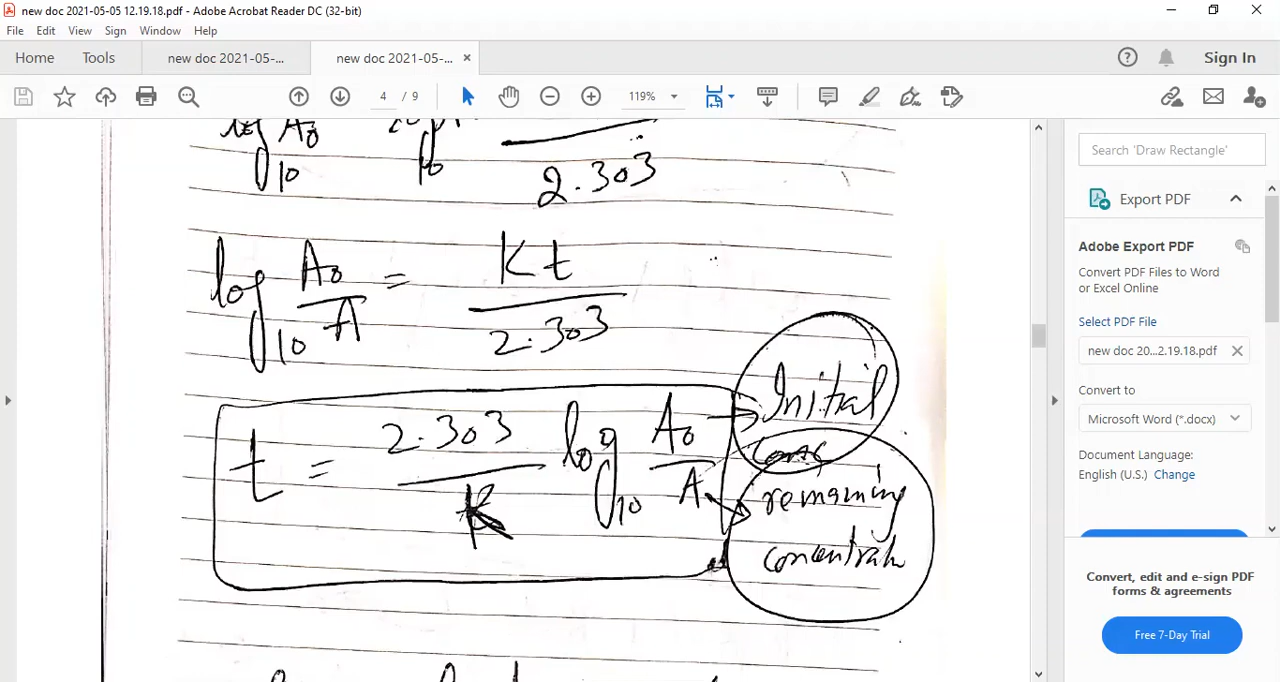 new doc 2021-05-05 12.19.18.pdf - Adobe Acrobat Reader DC (32-bit)
File Edit View Sign Window Help
Home Tools new doc 2021-05-... new doc 2021-05-... × Sign In
4 / 9 119%
log10 A0
2.303
log10 A0/A = Kt/2.303
t = 2.303/K log10 A0/A
Initial
conc
remaining
concentrah
Search 'Draw Rectangle'
Export PDF
Adobe Export PDF
Convert PDF Files to Word
or Excel Online
Select PDF File
new doc 20...2.19.18.pdf
Convert to
Microsoft Word (*.docx)
Document Language:
English (U.S.) Change
Convert, edit and e-sign PDF
forms & agreements
Free 7-Day Trial